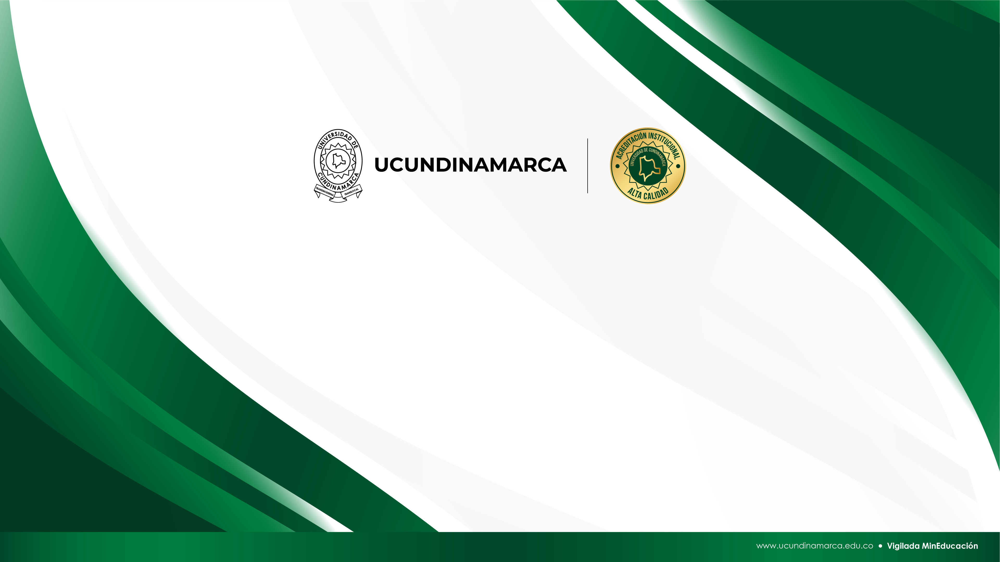 UNIVERSIDAD DE
CUNDINAMARCA
TRANSMODERNA
TRANSLOCAL
UCUNDINAMARCA
ACREDITACIÓN INSTITUCIONAL
UNIVERSIDAD DE CUNDINAMARCA
ALTA CALIDAD
www.ucundinamarca.edu.co • Vigilada MinEducación